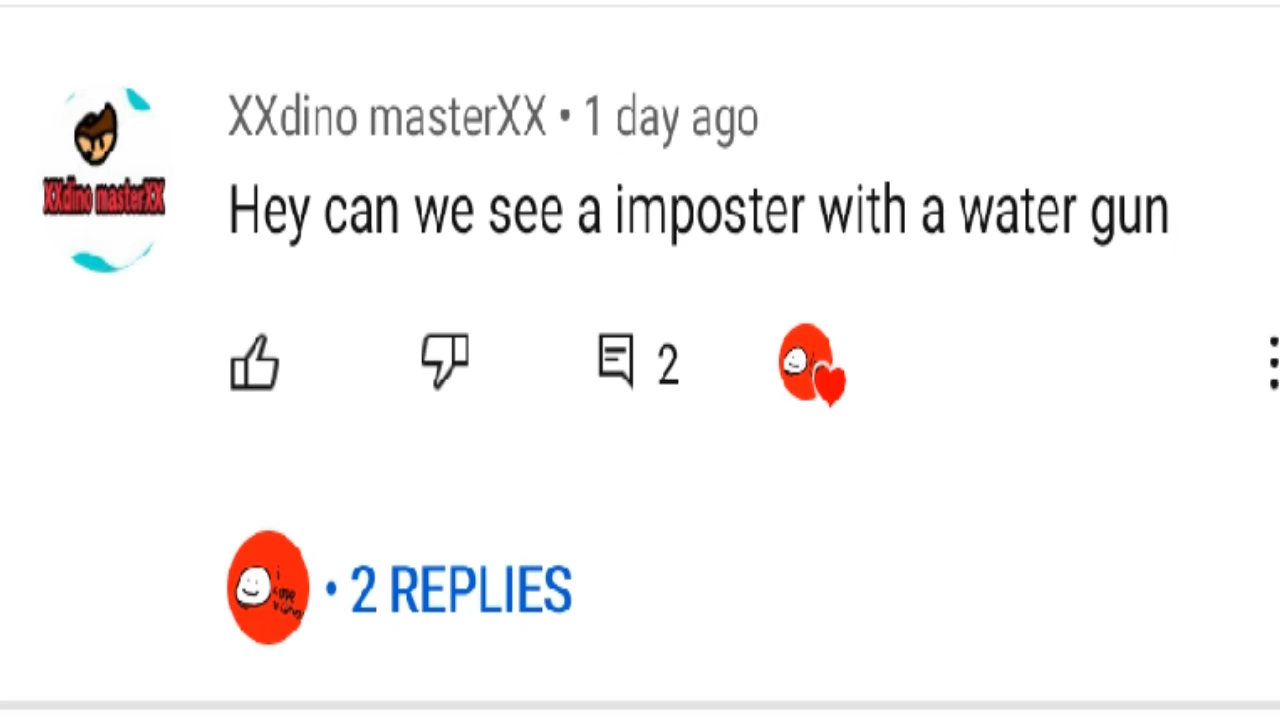 XXdino masterXX • 1 day ago
XXdino masterXX
Hey can we see a imposter with a water gun
2
i
• 2 REPLIES